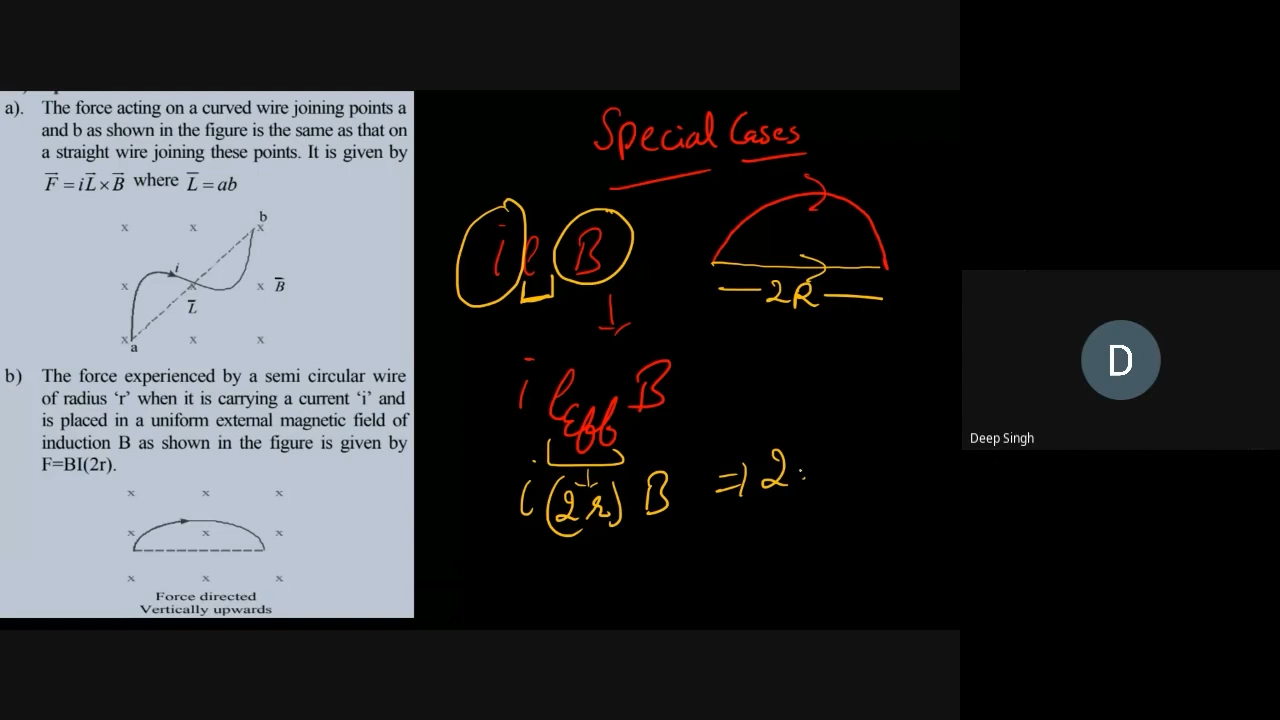 a). The force acting on a curved wire joining points a
and b as shown in the figure is the same as that on
a straight wire joining these points. It is given by
F⃗ = iL⃗ × B⃗ where L̅ = ab
b
x x x
i
x x x B̅
L̅
x x x
a
b) The force experienced by a semi circular wire
of radius ‘r’ when it is carrying a current ‘i’ and
is placed in a uniform external magnetic field of
induction B as shown in the figure is given by
F=BI(2r).
x x x
x x x
x x x
Force directed
Vertically upwards
Special Cases
i l B
2R
⊥
i leff B
i (2r) B ⇒ 2
D
Deep Singh